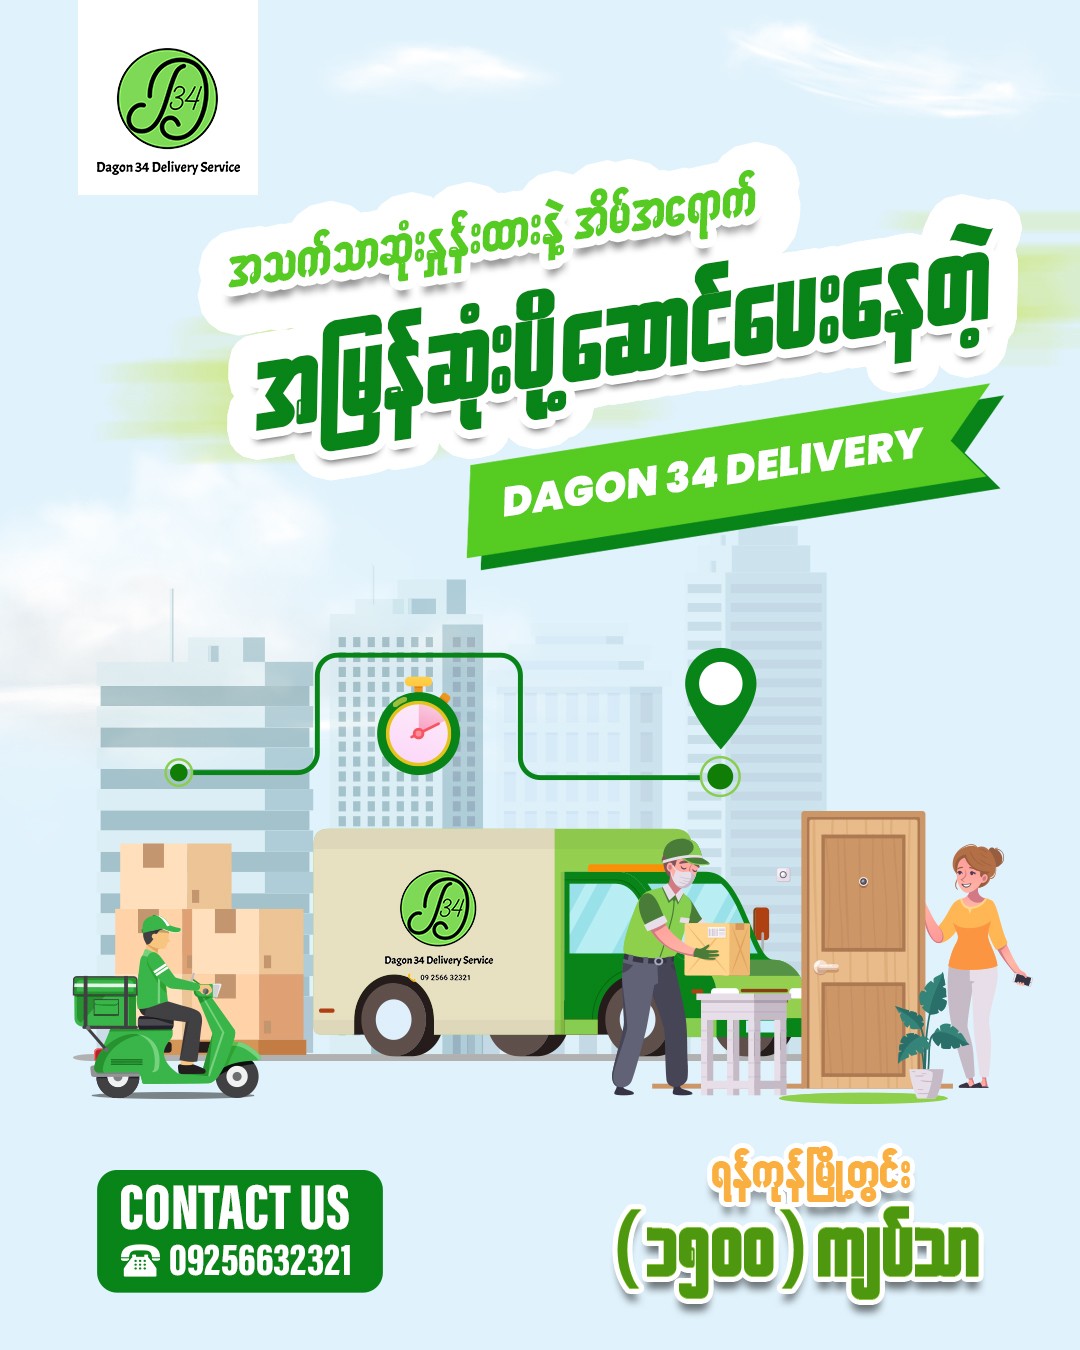 34
Dagon 34 Delivery Service
အသက်သာဆုံးနှုန်းထားနဲ့ အိမ်အရောက်
အမြန်ဆုံးပို့ဆောင်ပေးနေတဲ့
DAGON 34 DELIVERY
34
Dagon 34 Delivery Service
09 2566 32321
CONTACT US
09256632321
ရန်ကုန်မြို့တွင်း
(၁၅၀၀) ကျပ်သာ